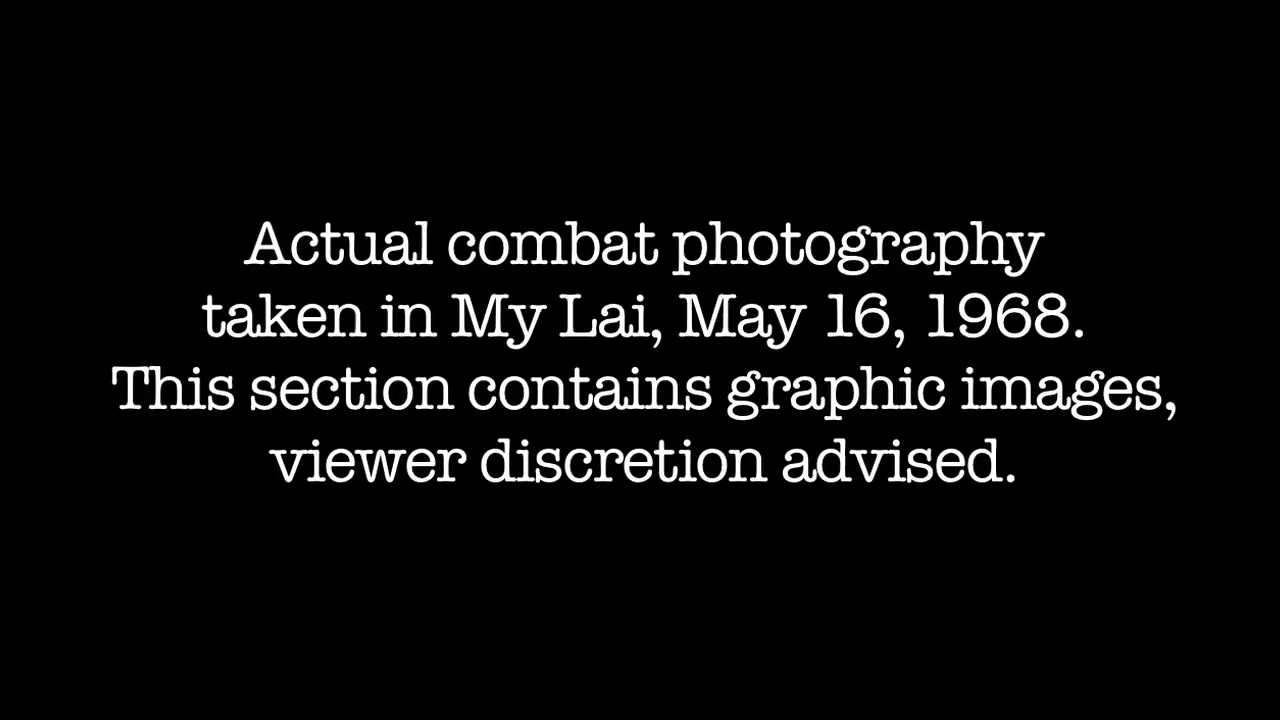 Actual combat photography
taken in My Lai, May 16, 1968.
This section contains graphic images,
viewer discretion advised.